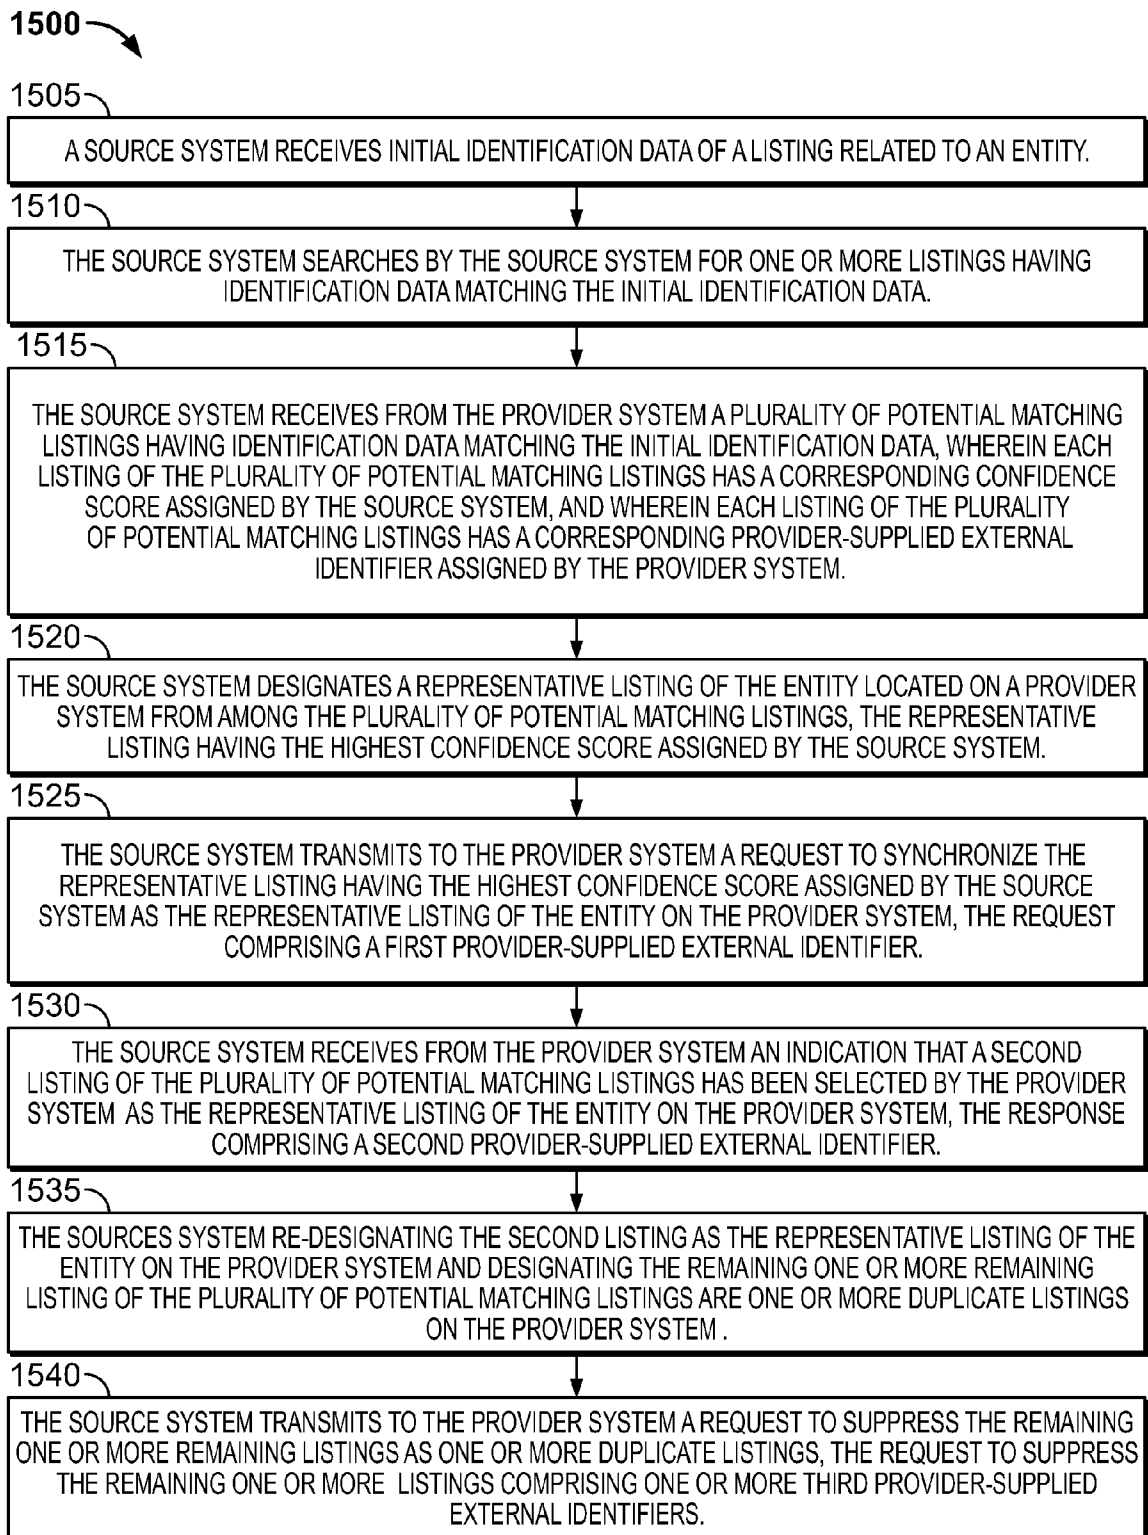 1500
1505
A SOURCE SYSTEM RECEIVES INITIAL IDENTIFICATION DATA OF A LISTING RELATED TO AN ENTITY.
1510
THE SOURCE SYSTEM SEARCHES BY THE SOURCE SYSTEM FOR ONE OR MORE LISTINGS HAVING
IDENTIFICATION DATA MATCHING THE INITIAL IDENTIFICATION DATA.
1515
THE SOURCE SYSTEM RECEIVES FROM THE PROVIDER SYSTEM A PLURALITY OF POTENTIAL MATCHING
LISTINGS HAVING IDENTIFICATION DATA MATCHING THE INITIAL IDENTIFICATION DATA, WHEREIN EACH
LISTING OF THE PLURALITY OF POTENTIAL MATCHING LISTINGS HAS A CORRESPONDING CONFIDENCE
SCORE ASSIGNED BY THE SOURCE SYSTEM, AND WHEREIN EACH LISTING OF THE PLURALITY
OF POTENTIAL MATCHING LISTINGS HAS A CORRESPONDING PROVIDER-SUPPLIED EXTERNAL
IDENTIFIER ASSIGNED BY THE PROVIDER SYSTEM.
1520
THE SOURCE SYSTEM DESIGNATES A REPRESENTATIVE LISTING OF THE ENTITY LOCATED ON A PROVIDER
SYSTEM FROM AMONG THE PLURALITY OF POTENTIAL MATCHING LISTINGS, THE REPRESENTATIVE
LISTING HAVING THE HIGHEST CONFIDENCE SCORE ASSIGNED BY THE SOURCE SYSTEM.
1525
THE SOURCE SYSTEM TRANSMITS TO THE PROVIDER SYSTEM A REQUEST TO SYNCHRONIZE THE
REPRESENTATIVE LISTING HAVING THE HIGHEST CONFIDENCE SCORE ASSIGNED BY THE SOURCE
SYSTEM AS THE REPRESENTATIVE LISTING OF THE ENTITY ON THE PROVIDER SYSTEM, THE REQUEST
COMPRISING A FIRST PROVIDER-SUPPLIED EXTERNAL IDENTIFIER.
1530
THE SOURCE SYSTEM RECEIVES FROM THE PROVIDER SYSTEM AN INDICATION THAT A SECOND
LISTING OF THE PLURALITY OF POTENTIAL MATCHING LISTINGS HAS BEEN SELECTED BY THE PROVIDER
SYSTEM AS THE REPRESENTATIVE LISTING OF THE ENTITY ON THE PROVIDER SYSTEM, THE RESPONSE
COMPRISING A SECOND PROVIDER-SUPPLIED EXTERNAL IDENTIFIER.
1535
THE SOURCES SYSTEM RE-DESIGNATING THE SECOND LISTING AS THE REPRESENTATIVE LISTING OF THE
ENTITY ON THE PROVIDER SYSTEM AND DESIGNATING THE REMAINING ONE OR MORE REMAINING
LISTING OF THE PLURALITY OF POTENTIAL MATCHING LISTINGS ARE ONE OR MORE DUPLICATE LISTINGS
ON THE PROVIDER SYSTEM .
1540
THE SOURCE SYSTEM TRANSMITS TO THE PROVIDER SYSTEM A REQUEST TO SUPPRESS THE REMAINING
ONE OR MORE REMAINING LISTINGS AS ONE OR MORE DUPLICATE LISTINGS, THE REQUEST TO SUPPRESS
THE REMAINING ONE OR MORE LISTINGS COMPRISING ONE OR MORE THIRD PROVIDER-SUPPLIED
EXTERNAL IDENTIFIERS.